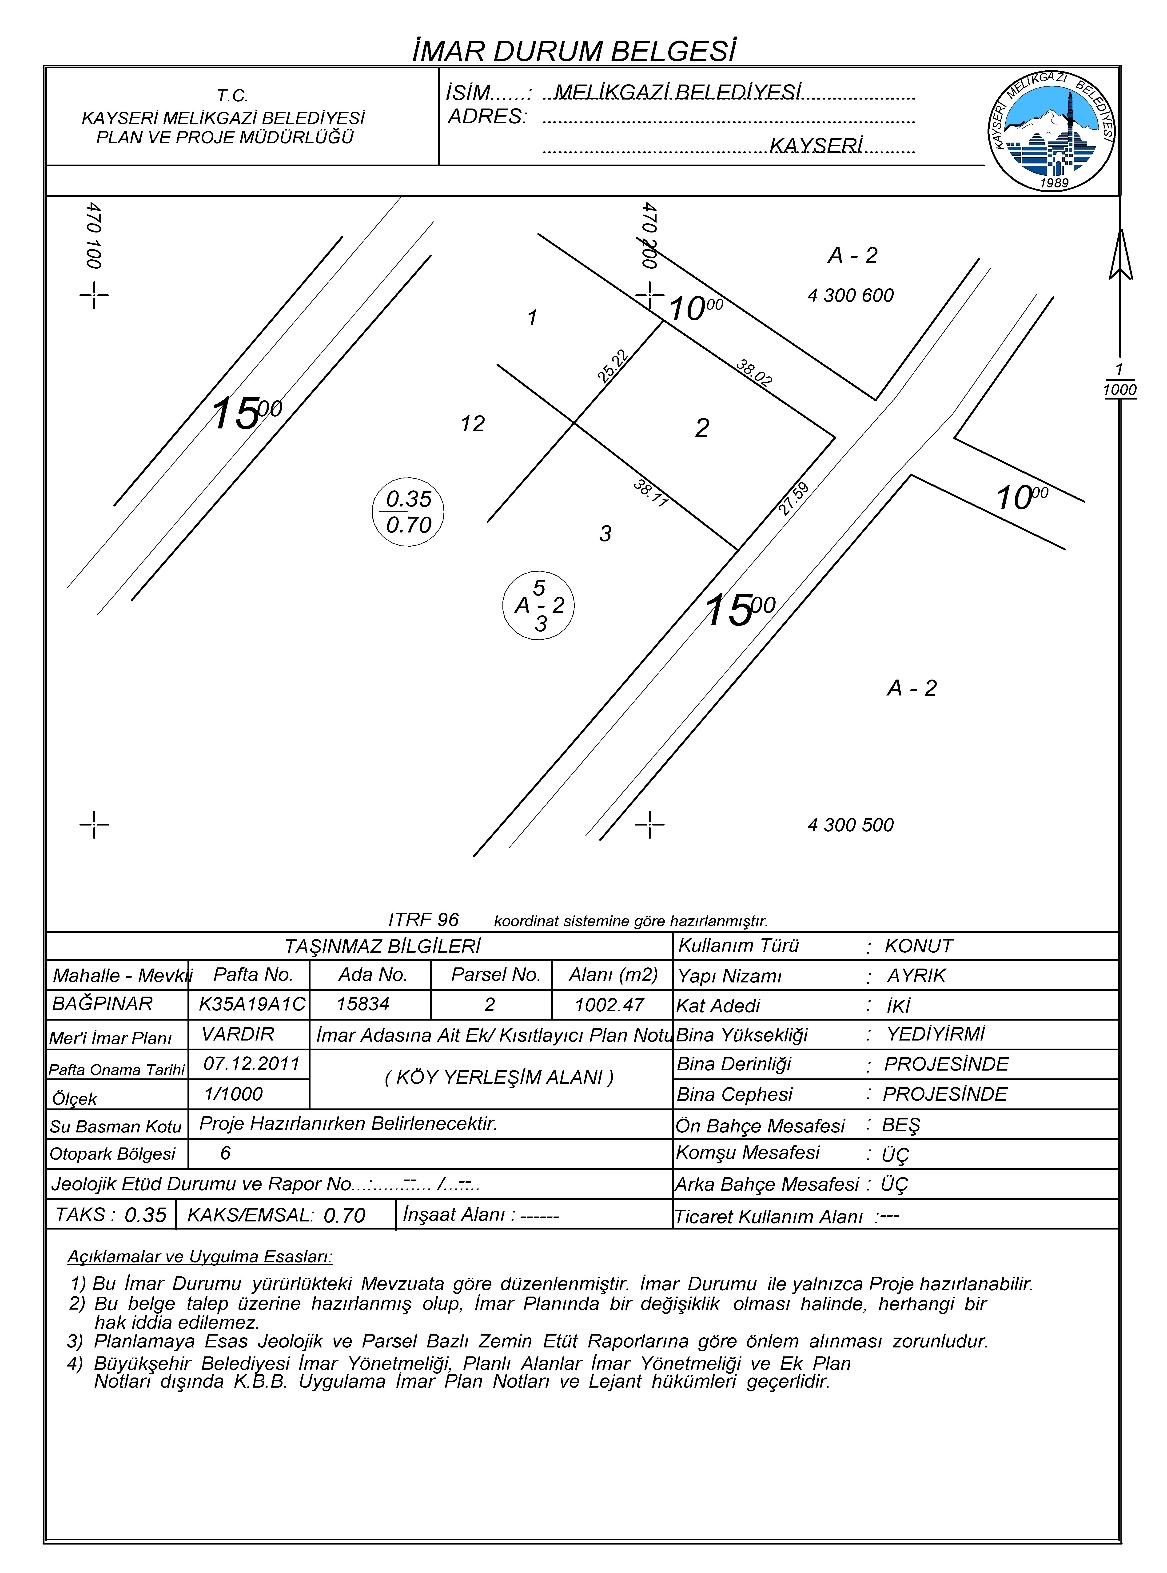 İMAR DURUM BELGESİ
T.C.
KAYSERİ MELİKGAZİ BELEDİYESİ
PLAN VE PROJE MÜDÜRLÜĞÜ
İSİM......: ..MELİKGAZİ BELEDİYESİ......................
ADRES: ..............................................................
......................................KAYSERİ.........
KAYSERİ MELİKGAZİ BELEDİYESİ
1989
470 100
470 200
A - 2
4 300 600
10 00
1
25.22
38.02
1
1000
15 00
12
2
38.11
27.59
0.35
0.70
10 00
3
5
A - 2
3
15 00
A - 2
4 300 500
ITRF 96 koordinat sistemine göre hazırlanmıştır.
TAŞINMAZ BİLGİLERİ
Kullanım Türü : KONUT
Mahalle - Mevkii Pafta No. Ada No. Parsel No. Alanı (m2)
Yapı Nizamı : AYRIK
BAĞPINAR K35A19A1C 15834 2 1002.47
Kat Adedi : İKİ
Mer'i İmar Planı VARDIR İmar Adasına Ait Ek/ Kısıtlayıcı Plan Notu
Bina Yüksekliği : YEDİYİRMİ
Pafta Onama Tarihi 07.12.2011 ( KÖY YERLEŞİM ALANI )
Bina Derinliği : PROJESİNDE
Ölçek 1/1000
Bina Cephesi : PROJESİNDE
Su Basman Kotu Proje Hazırlanırken Belirlenecektir.
Ön Bahçe Mesafesi : BEŞ
Otopark Bölgesi 6
Komşu Mesafesi : ÜÇ
Jeolojik Etüd Durumu ve Rapor No...:......--... /...--..
Arka Bahçe Mesafesi : ÜÇ
TAKS : 0.35 KAKS/EMSAL: 0.70 İnşaat Alanı : ------
Ticaret Kullanım Alanı :---
Açıklamalar ve Uygulma Esasları:
1) Bu İmar Durumu yürürlükteki Mevzuata göre düzenlenmiştir. İmar Durumu ile yalnızca Proje hazırlanabilir.
2) Bu belge talep üzerine hazırlanmış olup, İmar Planında bir değişiklik olması halinde, herhangi bir
hak iddia edilemez.
3) Planlamaya Esas Jeolojik ve Parsel Bazlı Zemin Etüt Raporlarına göre önlem alınması zorunludur.
4) Büyükşehir Belediyesi İmar Yönetmeliği, Planlı Alanlar İmar Yönetmeliği ve Ek Plan
Notları dışında K.B.B. Uygulama İmar Plan Notları ve Lejant hükümleri geçerlidir.